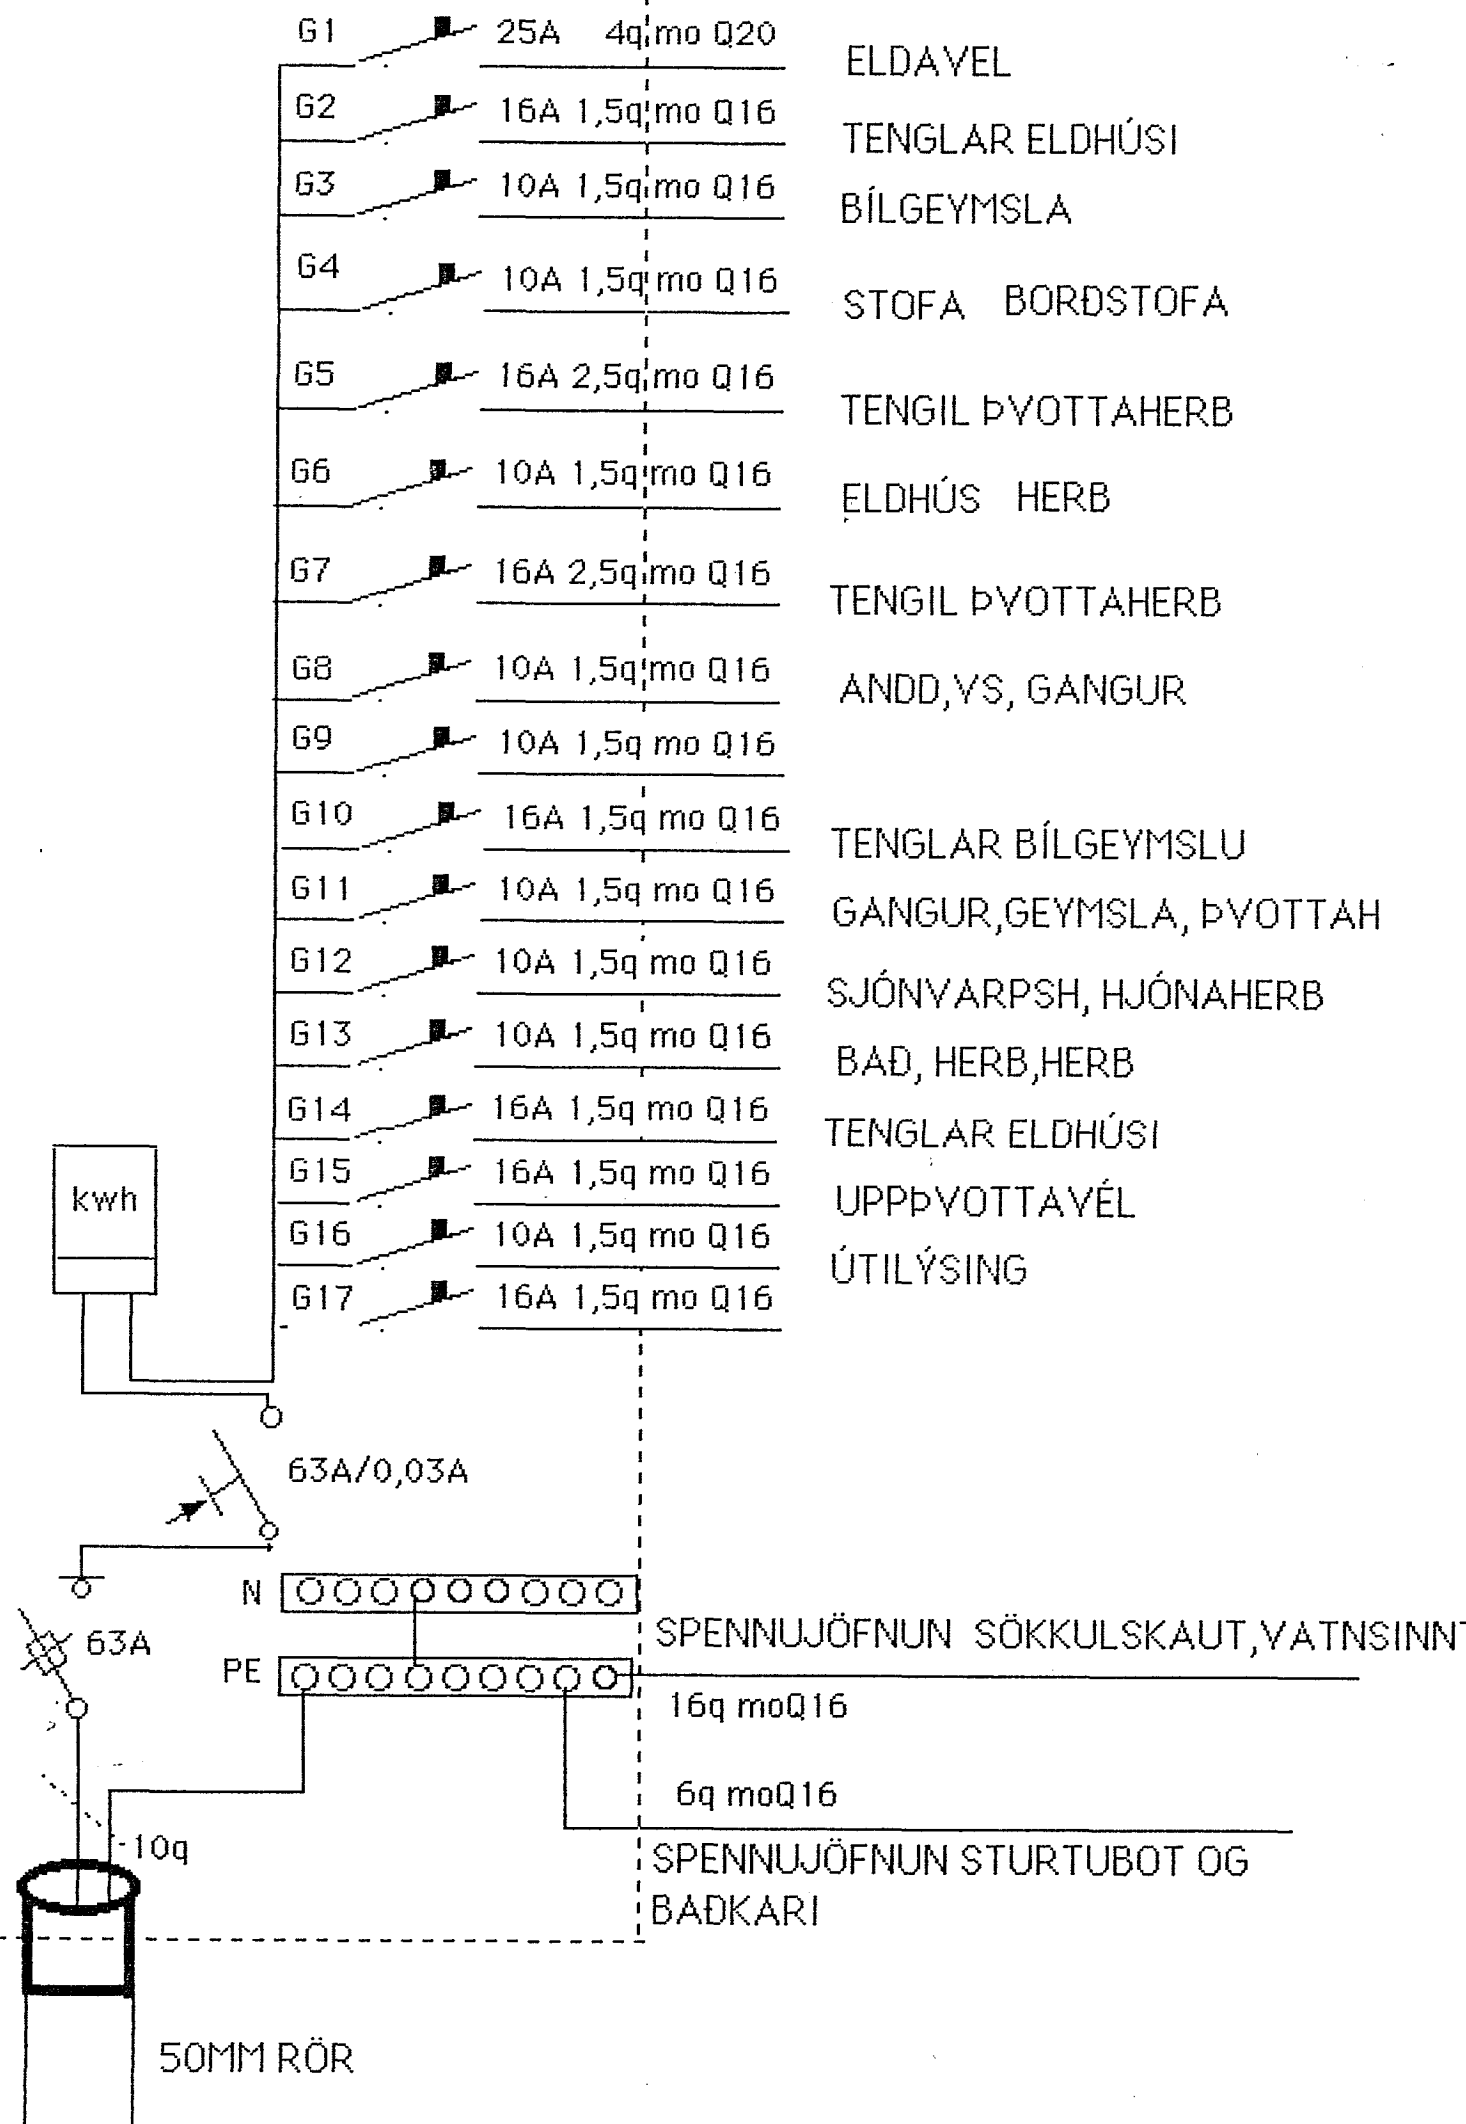 G1 25A 4q mo Q20 ELDAVEL
G2 16A 1,5q mo Q16 TENGLAR ELDHÚSI
G3 10A 1,5q mo Q16 BÍLGEYMSLA
G4 10A 1,5q mo Q16 STOFA BORÐSTOFA
G5 16A 2,5q mo Q16 TENGIL ÞVOTTAHERB
G6 10A 1,5q mo Q16 ELDHÚS HERB
G7 16A 2,5q mo Q16 TENGIL ÞVOTTAHERB
G8 10A 1,5q mo Q16 ANDD,VS, GANGUR
G9 10A 1,5q mo Q16
G10 16A 1,5q mo Q16 TENGLAR BÍLGEYMSLU
G11 10A 1,5q mo Q16 GANGUR,GEYMSLA, ÞVOTTAH
G12 10A 1,5q mo Q16 SJÓNVARPSH, HJÓNAHERB
G13 10A 1,5q mo Q16 BAÐ, HERB,HERB
G14 16A 1,5q mo Q16 TENGLAR ELDHÚSI
G15 16A 1,5q mo Q16 UPPÞVOTTAVÉL
G16 10A 1,5q mo Q16 ÚTILÝSING
G17 16A 1,5q mo Q16
kwh
63A/0,03A
N
63A
SPENNUJÖFNUN SÖKKULSKAUT,VATNSINNT
PE
16q moQ16
6q moQ16
10q
SPENNUJÖFNUN STURTUBOT OG
BAÐKARI
50MM RÖR